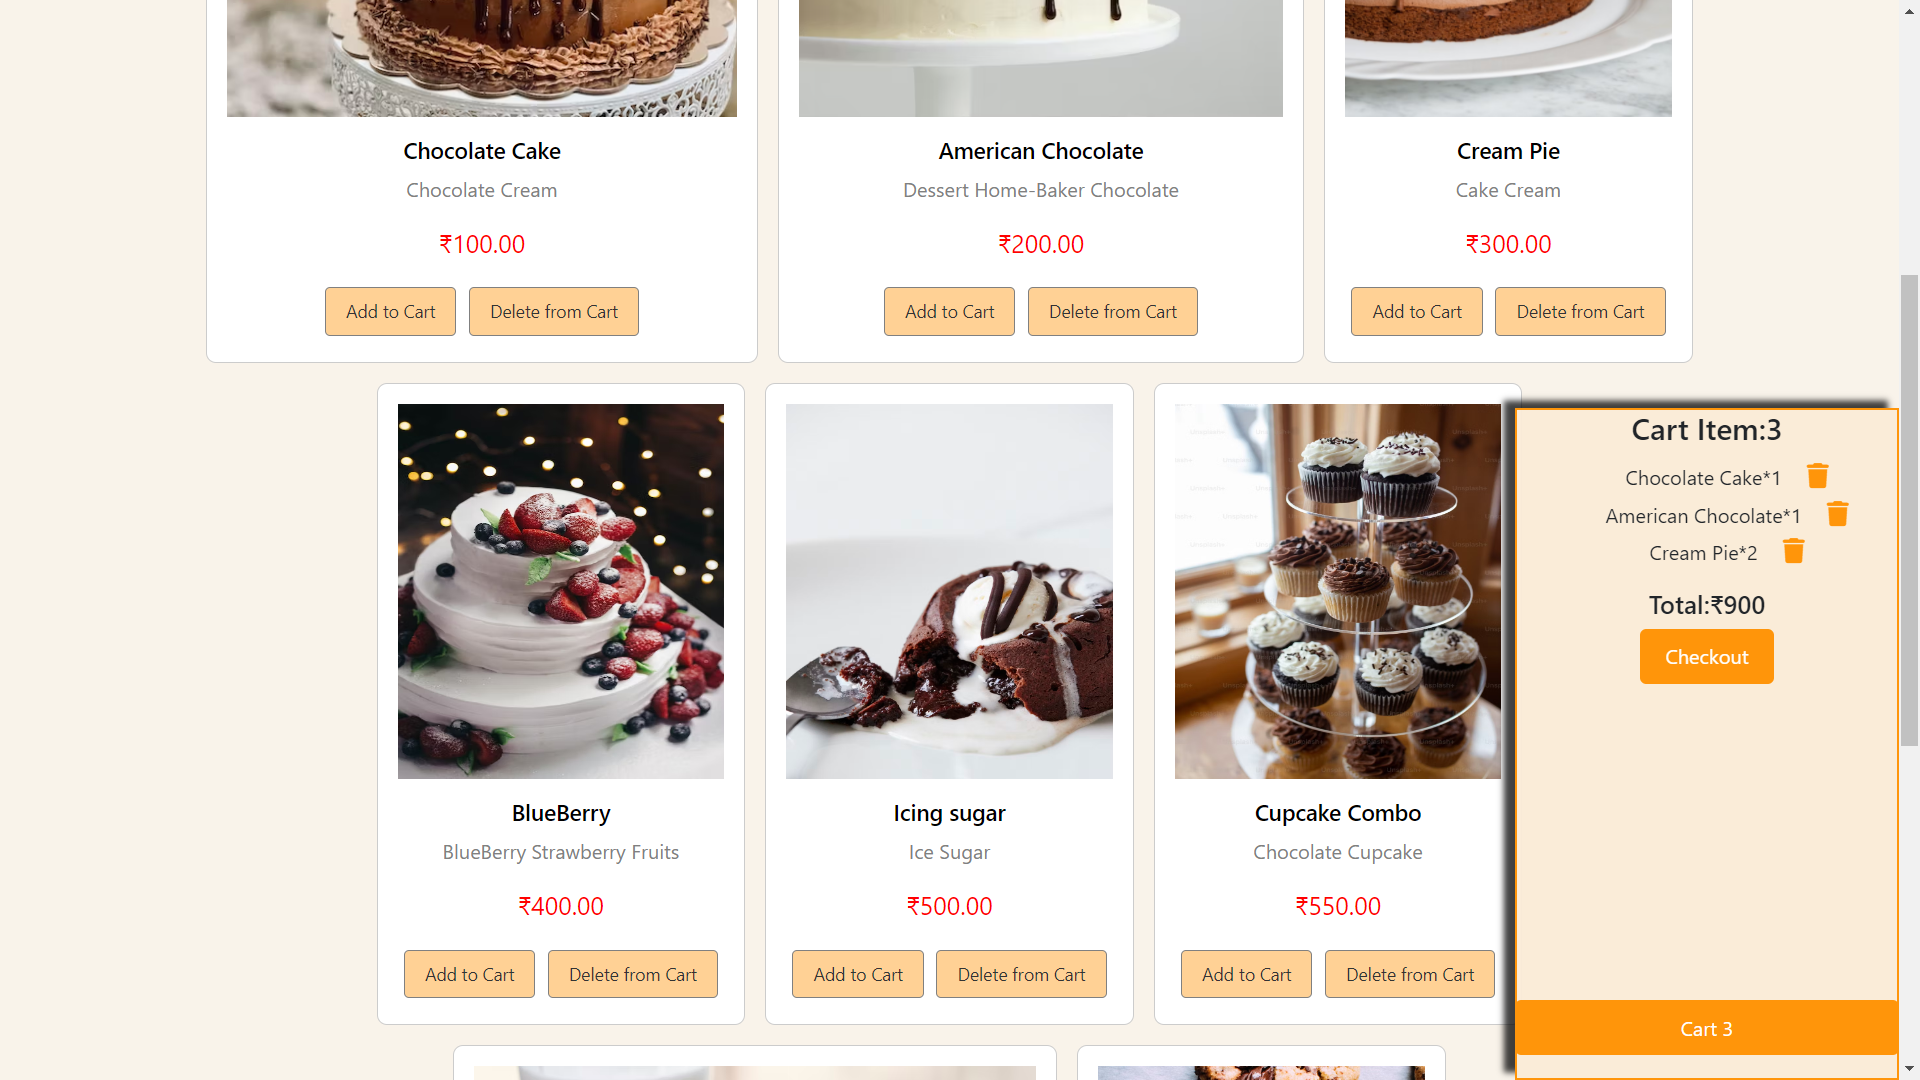 Chocolate Cake
Chocolate Cream
₹100.00
Add to Cart
Delete from Cart
American Chocolate
Dessert Home-Baker Chocolate
₹200.00
Add to Cart
Delete from Cart
Cream Pie
Cake Cream
₹300.00
Add to Cart
Delete from Cart
BlueBerry
BlueBerry Strawberry Fruits
₹400.00
Add to Cart
Delete from Cart
Icing sugar
Ice Sugar
₹500.00
Add to Cart
Delete from Cart
Cupcake Combo
Chocolate Cupcake
₹550.00
Add to Cart
Delete from Cart
Cart Item:3
Chocolate Cake*1
American Chocolate*1
Cream Pie*2
Total:₹900
Checkout
Cart 3